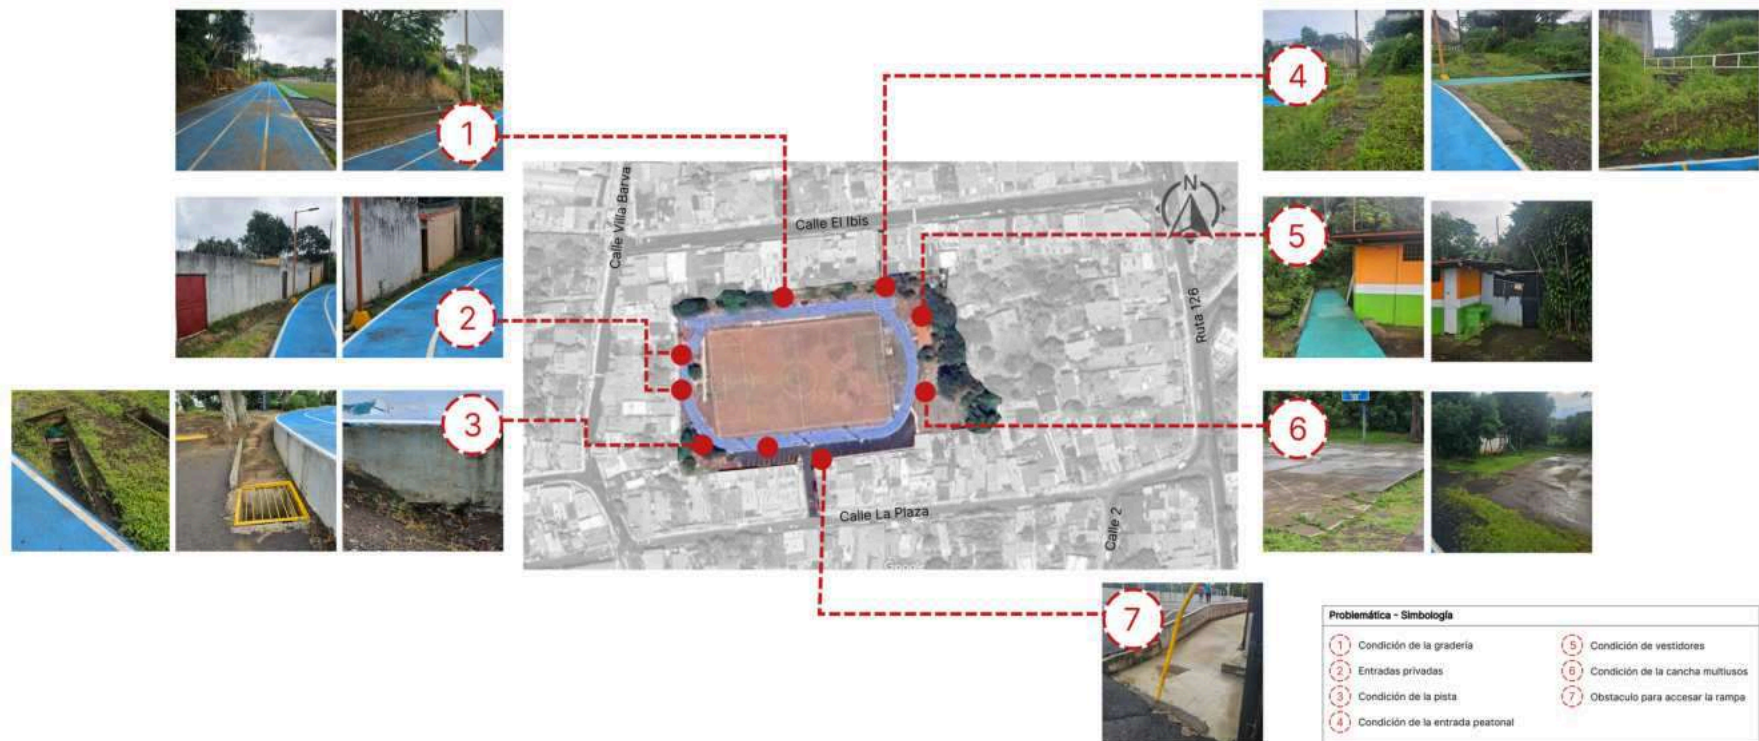 1
2
3
4
5
6
7
N
Calle Villa Barva
Calle El Ibis
Ruta 126
Calle La Plaza
Calle 2
Google
Problemática - Simbología
1 Condición de la gradería
2 Entradas privadas
3 Condición de la pista
4 Condición de la entrada peatonal
5 Condición de vestidores
6 Condición de la cancha multiusos
7 Obstaculo para accesar la rampa